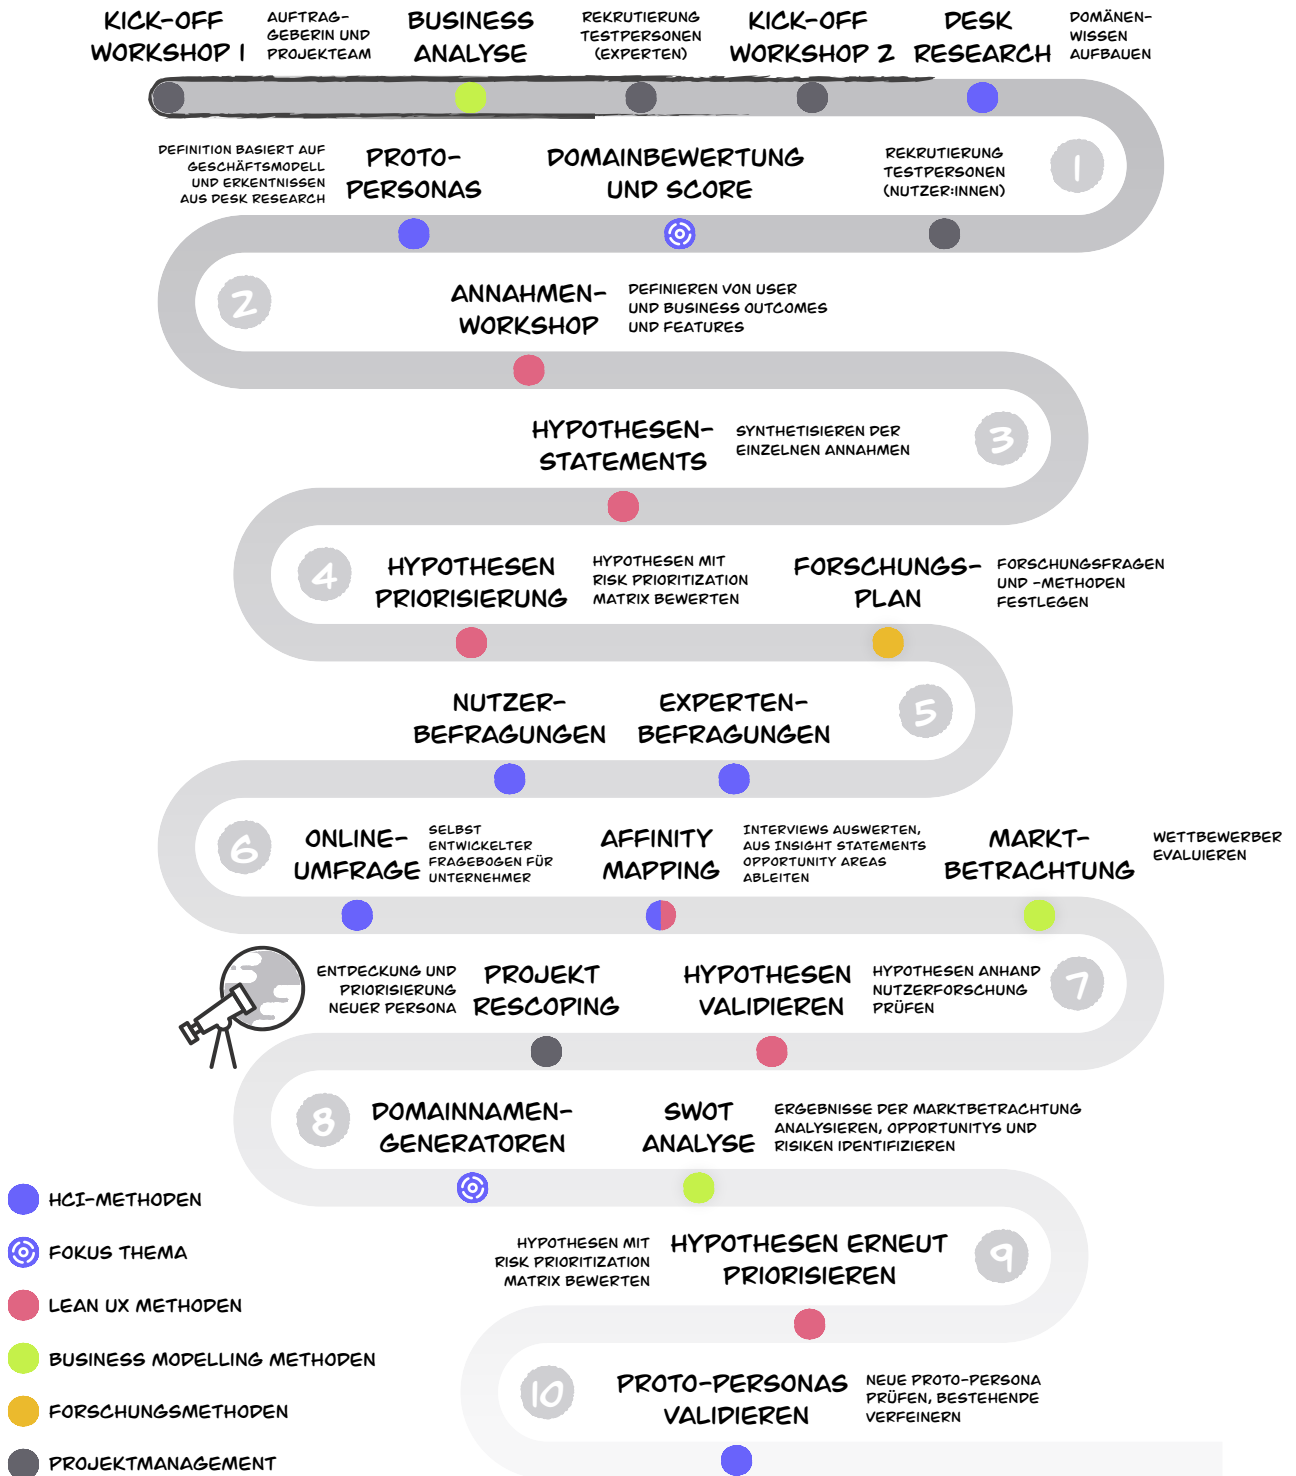 KICK-OFF
WORKSHOP 1
AUFTRAG-
GEBERIN UND
PROJEKTEAM
BUSINESS
ANALYSE
REKRUTIERUNG
TESTPERSONEN
(EXPERTEN)
KICK-OFF
WORKSHOP 2
DESK
RESEARCH
DOMÄNEN-
WISSEN
AUFBAUEN
1
DEFINITION BASIERT AUF
GESCHÄFTSMODELL
UND ERKENTNISSEN
AUS DESK RESEARCH
PROTO-
PERSONAS
DOMAINBEWERTUNG
UND SCORE
REKRUTIERUNG
TESTPERSONEN
(NUTZER:INNEN)
2
ANNAHMEN-
WORKSHOP
DEFINIEREN VON USER
UND BUSINESS OUTCOMES
UND FEATURES
3
HYPOTHESEN-
STATEMENTS
SYNTHETISIEREN DER
EINZELNEN ANNAHMEN
4
HYPOTHESEN
PRIORISIERUNG
HYPOTHESEN MIT
RISK PRIORITIZATION
MATRIX BEWERTEN
FORSCHUNGS-
PLAN
FORSCHUNGSFRAGEN
UND -METHODEN
FESTLEGEN
5
NUTZER-
BEFRAGUNGEN
EXPERTEN-
BEFRAGUNGEN
6
ONLINE-
UMFRAGE
SELBST
ENTWICKELTER
FRAGEBOGEN FÜR
UNTERNEHMER
AFFINITY
MAPPING
INTERVIEWS AUSWERTEN,
AUS INSIGHT STATEMENTS
OPPORTUNITY AREAS
ABLEITEN
MARKT-
BETRACHTUNG
WETTBEWERBER
EVALUIEREN
7
ENTDECKUNG UND
PRIORISIERUNG
NEUER PERSONA
PROJEKT
RESCOPING
HYPOTHESEN
VALIDIEREN
HYPOTHESEN ANHAND
NUTZERFORSCHUNG
PRÜFEN
8
DOMAINNAMEN-
GENERATOREN
SWOT
ANALYSE
ERGEBNISSE DER MARKTBETRACHTUNG
ANALYSIEREN, OPPORTUNITYS UND
RISIKEN IDENTIFIZIEREN
9
HYPOTHESEN MIT
RISK PRIORITIZATION
MATRIX BEWERTEN
HYPOTHESEN ERNEUT
PRIORISIEREN
10
PROTO-PERSONAS
VALIDIEREN
NEUE PROTO-PERSONA
PRÜFEN, BESTEHENDE
VERFEINERN
HCI-METHODEN
FOKUS THEMA
LEAN UX METHODEN
BUSINESS MODELLING METHODEN
FORSCHUNGSMETHODEN
PROJEKTMANAGEMENT